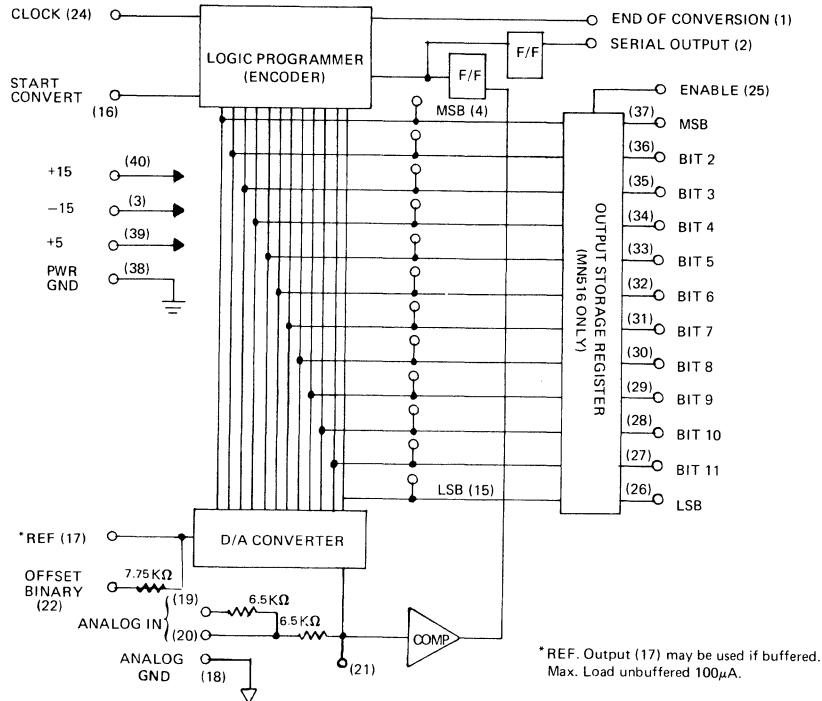 CLOCK (24)
LOGIC PROGRAMMER
(ENCODER)
END OF CONVERSION (1)
F/F
SERIAL OUTPUT (2)
F/F
START
CONVERT
(16)
MSB (4)
ENABLE (25)
(37) MSB
(36) BIT 2
(35) BIT 3
(34) BIT 4
(33) BIT 5
(32) BIT 6
(31) BIT 7
(30) BIT 8
(29) BIT 9
(28) BIT 10
(27) BIT 11
(26) LSB
OUTPUT STORAGE REGISTER
(MN516 ONLY)
+15 (40)
−15 (3)
+5 (39)
PWR
GND
(38)
LSB (15)
*REF (17)
D/A CONVERTER
OFFSET
BINARY
(22)
7.75KΩ
(19)
6.5KΩ
ANALOG IN
(20)
6.5KΩ
COMP
ANALOG
GND
(18)
(21)
*REF. Output (17) may be used if buffered.
Max. Load unbuffered 100μA.